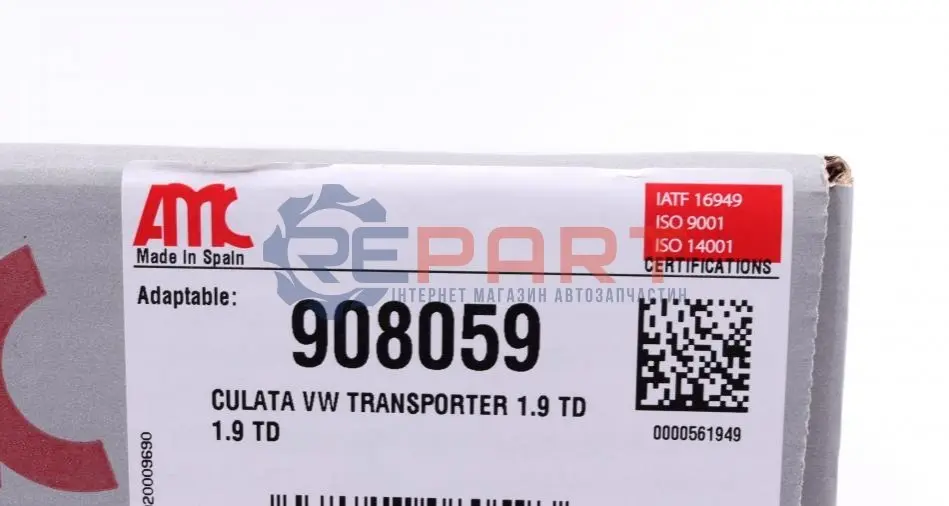 AMC
Made In Spain
IATF 16949
ISO 9001
ISO 14001
CERTIFICATIONS
REPART
ІНТЕРНЕТ МАГАЗИН АВТОЗАПЧАСТИН
Adaptable:
908059
CULATA VW TRANSPORTER 1.9 TD
1.9 TD
0000561949
020009690